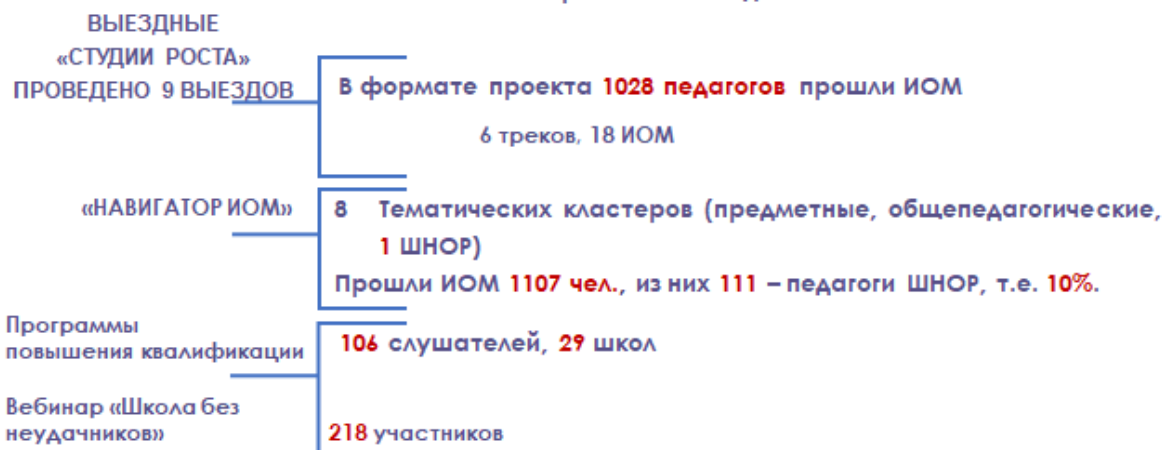 ВЫЕЗДНЫЕ
«СТУДИИ РОСТА»
ПРОВЕДЕНО 9 ВЫЕЗДОВ
В формате проекта 1028 педагогов прошли ИОМ
6 треков, 18 ИОМ
«НАВИГАТОР ИОМ»
8 Тематических кластеров (предметные, общепедагогические,
1 ШНОР)
Прошли ИОМ 1107 чел., из них 111 – педагоги ШНОР, т.е. 10%.
Программы
повышения квалификации
106 слушателей, 29 школ
Вебинар «Школа без
неудачников»
218 участников